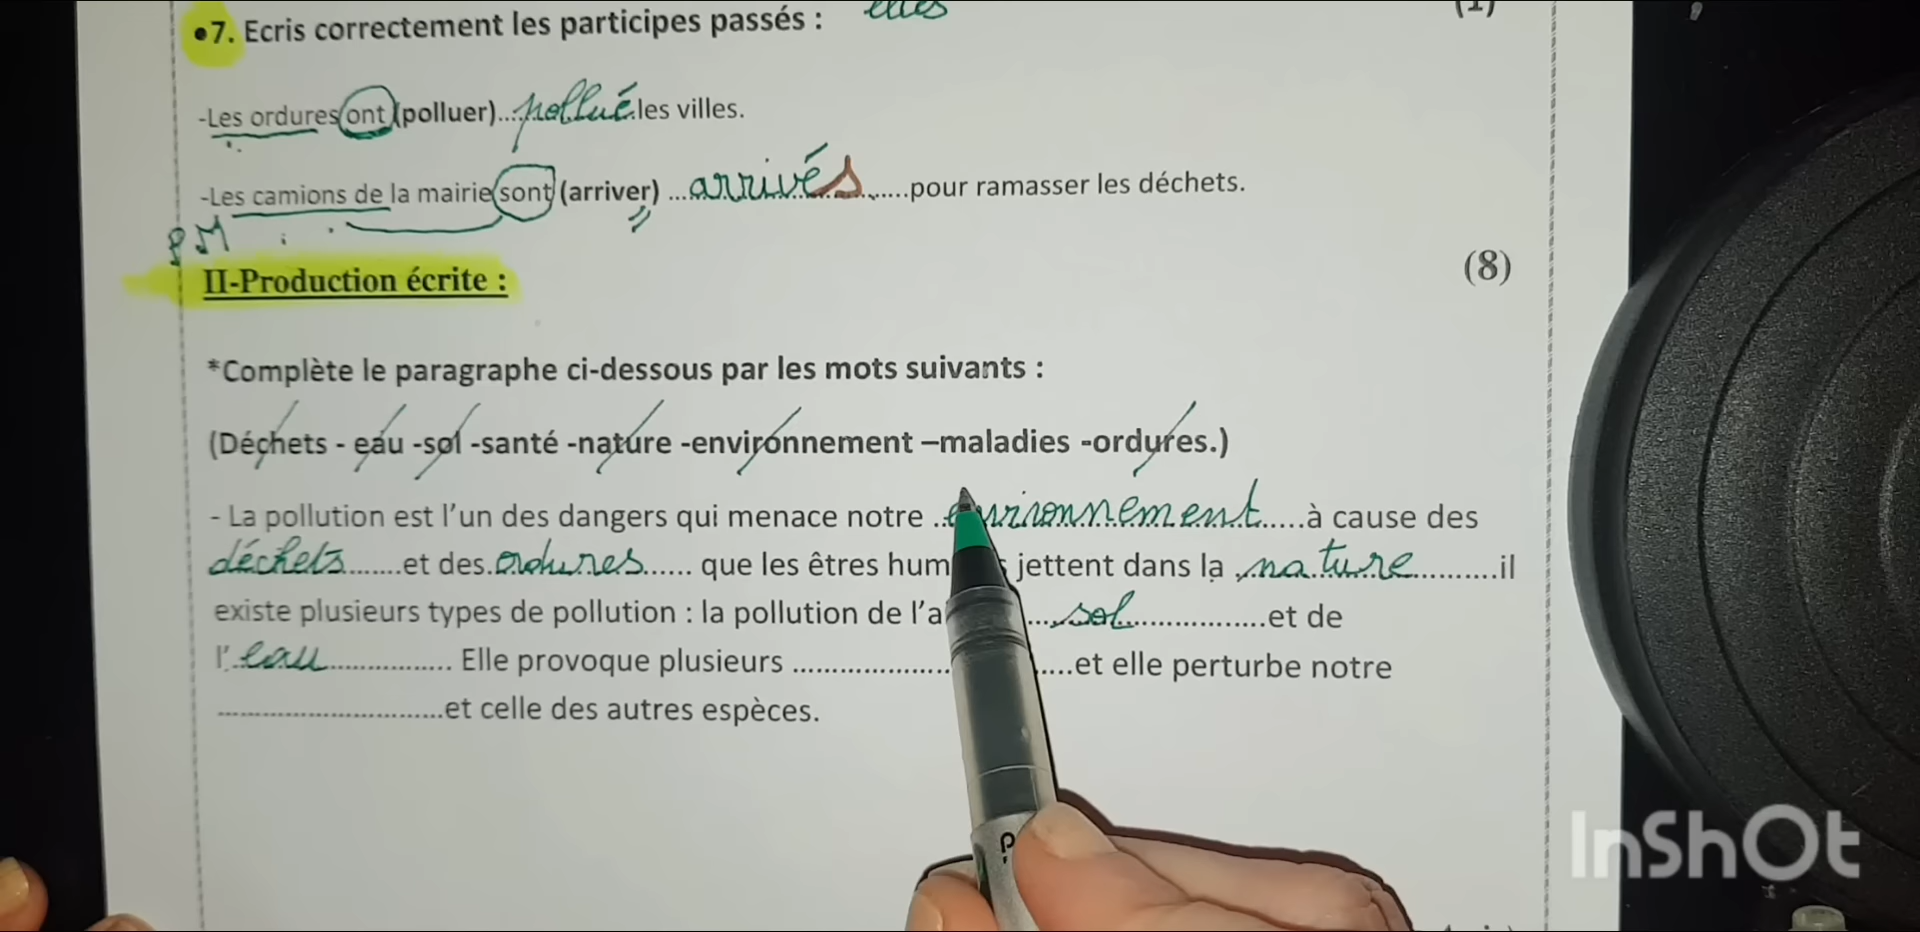 elles (1)
•7. Ecris correctement les participes passés :
-Les ordures ont (polluer)....pollué.les villes.
-Les camions de la mairie sont (arriver) ...arrivés......pour ramasser les déchets.
PM
II-Production écrite : (8)
*Complète le paragraphe ci-dessous par les mots suivants :
(Déchets - eau -sol -santé -nature -environnement –maladies -ordures.)
- La pollution est l'un des dangers qui menace notre ..environnement.....à cause des
déchets.......et des.ordures...... que les êtres hum jettent dans la .nature..........il
existe plusieurs types de pollution : la pollution de l'a ....sol...............et de
l'.eau................ Elle provoque plusieurs ........................et elle perturbe notre
............................et celle des autres espèces.
InShOt